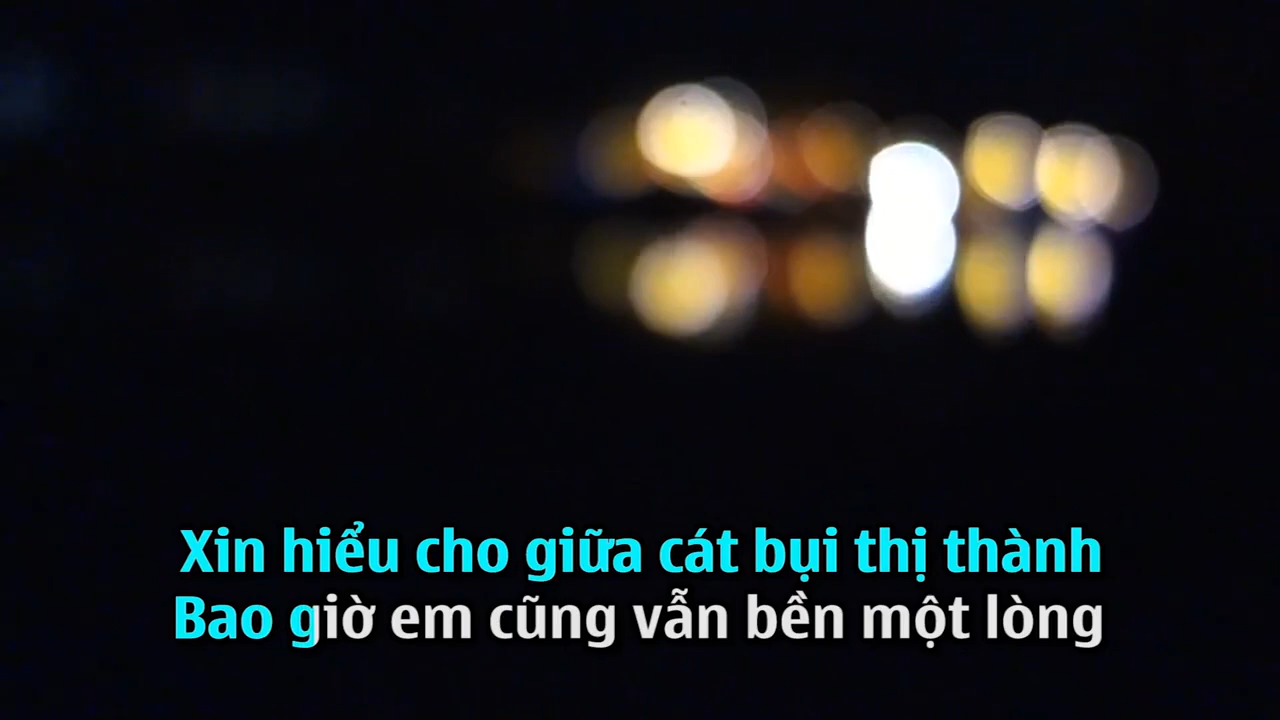 Xin hiểu cho giữa cát bụi thị thành
Bao giờ em cũng vẫn bền một lòng